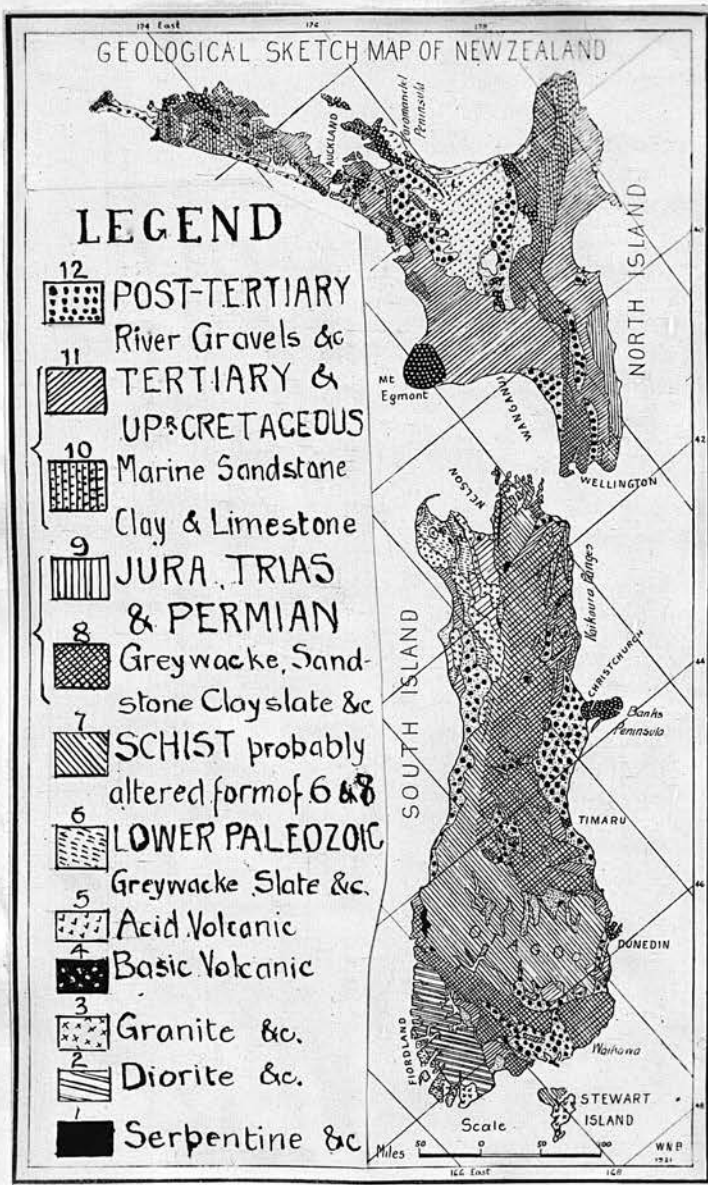 174 East 176 178
GEOLOGICAL SKETCH MAP OF NEW ZEALAND
AUCKLAND
Coromandel
Peninsula
LEGEND
12
POST-TERTIARY
River Gravels &c
11
TERTIARY &
UPR CRETACEOUS
10
Marine Sandstone
Clay & Limestone
9
JURA, TRIAS
& PERMIAN
8
Greywacke, Sand-
stone Clayslate &c
7
SCHIST probably
altered form of 6 & 8
6
LOWER PALEOZOIC
Greywacke Slate &c.
5
Acid Volcanic
4
Basic Volcanic
3
Granite &c.
2
Diorite &c.
1
Serpentine &c
NORTH ISLAND
Mt
Egmont
WANGANUI
WELLINGTON
42
NELSON
SOUTH ISLAND
Kaikoura Ranges
44
CHRISTCHURCH
Banks
Peninsula
TIMARU
46
OTAGO
DUNEDIN
FIORDLAND
STEWART
ISLAND
48
Scale
Miles 50 0 50 100
W.N.B.
1921
166 East 168